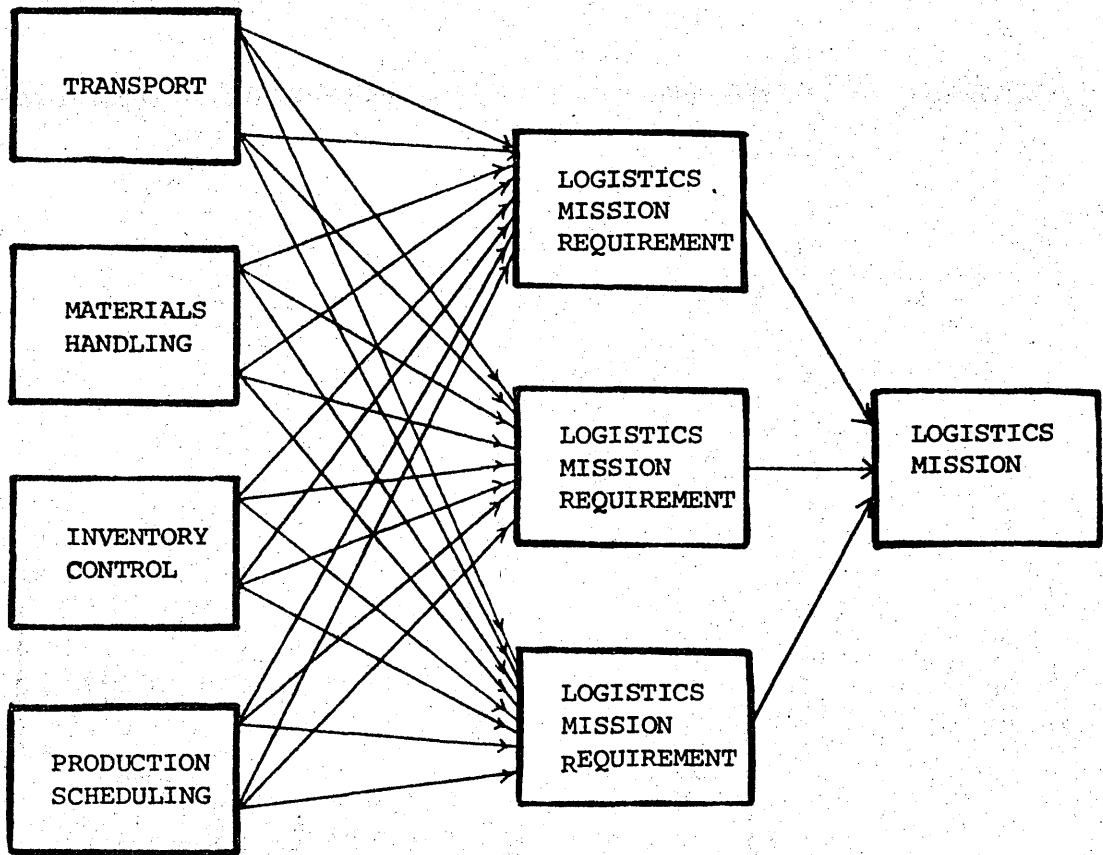 TRANSPORT
MATERIALS
HANDLING
INVENTORY
CONTROL
PRODUCTION
SCHEDULING
LOGISTICS
MISSION
REQUIREMENT
LOGISTICS
MISSION
REQUIREMENT
LOGISTICS
MISSION
REQUIREMENT
LOGISTICS
MISSION